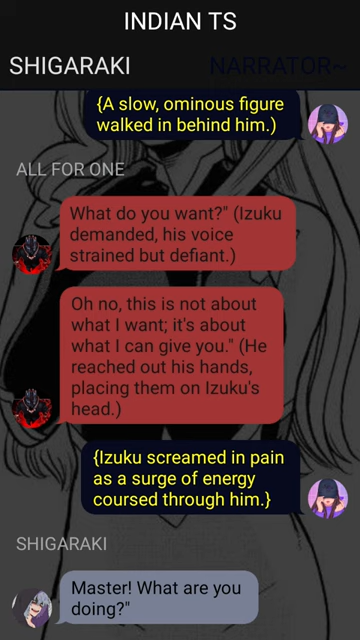 INDIAN TS
SHIGARAKI NARRATOR~
{A slow, ominous figure
walked in behind him.)
ALL FOR ONE
What do you want?" (Izuku
demanded, his voice
strained but defiant.)
Oh no, this is not about
what I want; it's about
what I can give you." (He
reached out his hands,
placing them on Izuku's
head.)
{Izuku screamed in pain
as a surge of energy
coursed through him.}
SHIGARAKI
Master! What are you
doing?"